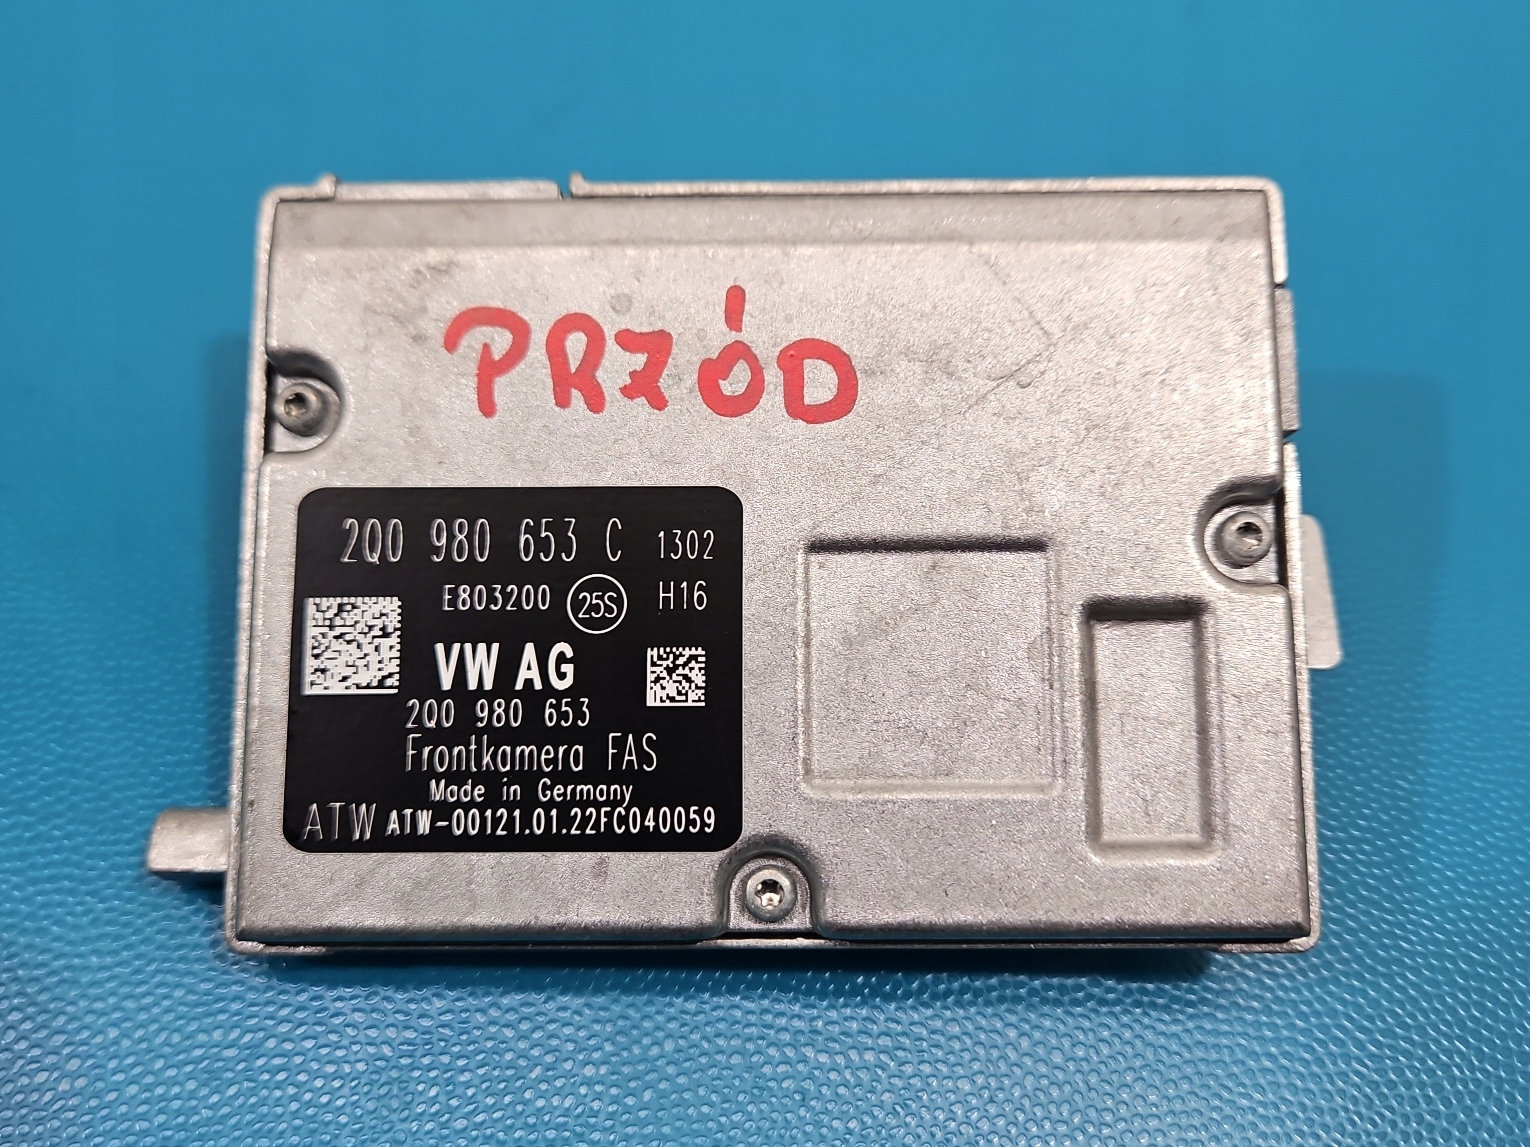 PRZÓD
2Q0 980 653 C 1302
E803200 25S H16
VW AG
2Q0 980 653
Frontkamera FAS
Made in Germany
ATW ATW-00121.01.22FC040059